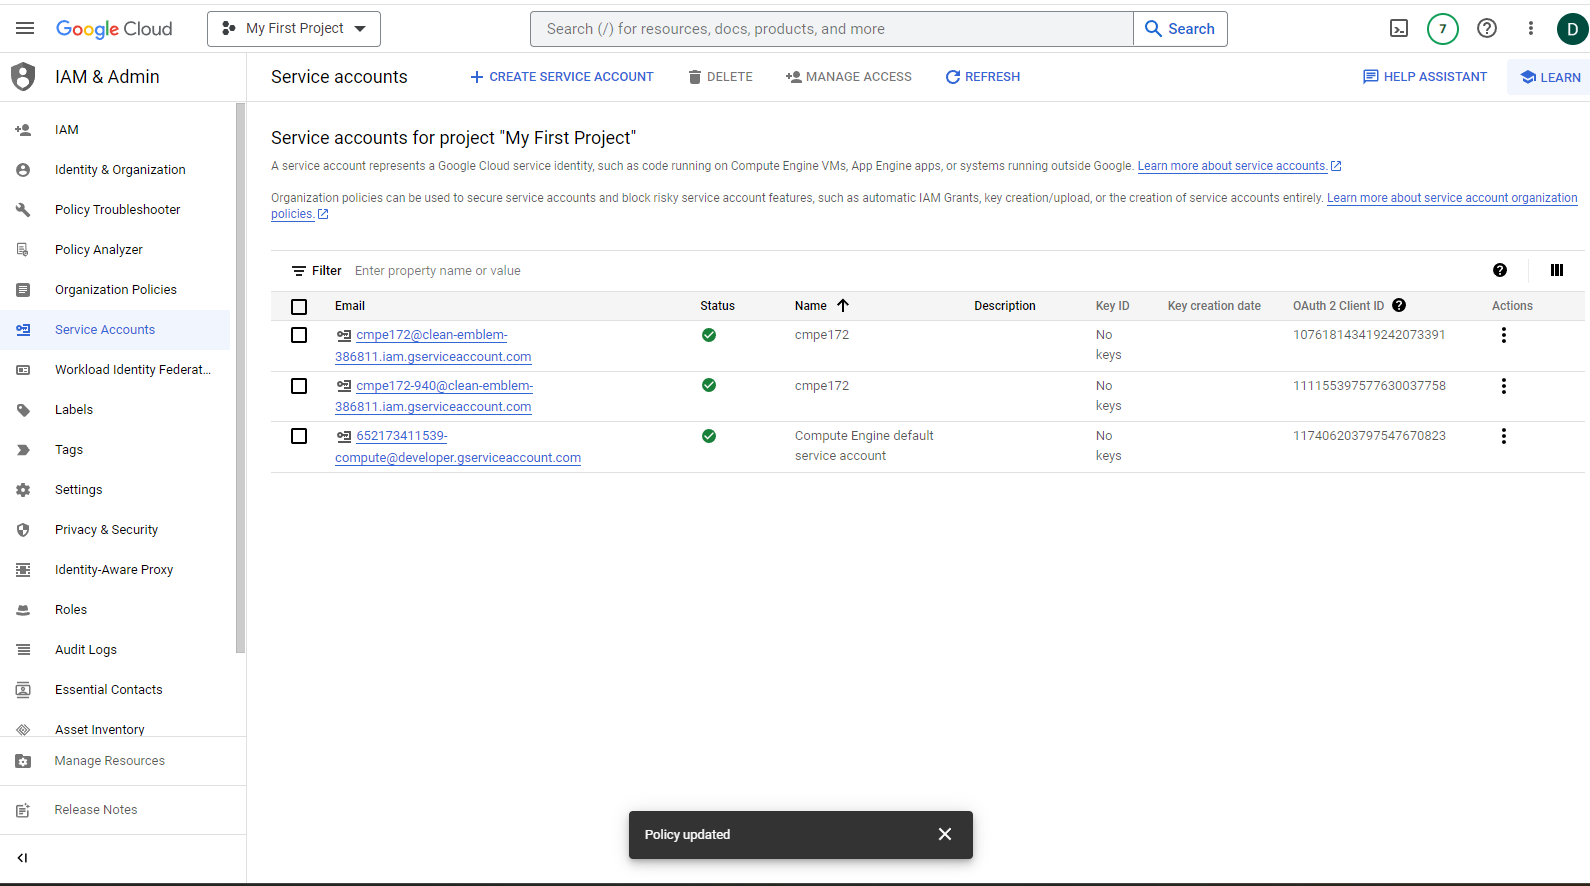 Google Cloud
My First Project
Search (/) for resources, docs, products, and more
Search
7
D
IAM & Admin
Service accounts
CREATE SERVICE ACCOUNT
DELETE
MANAGE ACCESS
REFRESH
HELP ASSISTANT
LEARN
IAM
Identity & Organization
Policy Troubleshooter
Policy Analyzer
Organization Policies
Service Accounts
Workload Identity Federat...
Labels
Tags
Settings
Privacy & Security
Identity-Aware Proxy
Roles
Audit Logs
Essential Contacts
Asset Inventory
Manage Resources
Release Notes
Service accounts for project "My First Project"
A service account represents a Google Cloud service identity, such as code running on Compute Engine VMs, App Engine apps, or systems running outside Google. Learn more about service accounts.
Organization policies can be used to secure service accounts and block risky service account features, such as automatic IAM Grants, key creation/upload, or the creation of service accounts entirely. Learn more about service account organization
policies.
Filter Enter property name or value
Email Status Name Description Key ID Key creation date OAuth 2 Client ID Actions
cmpe172@clean-emblem- cmpe172 No 107618143419242073391
386811.iam.gserviceaccount.com keys
cmpe172-940@clean-emblem- cmpe172 No 111155397577630037758
386811.iam.gserviceaccount.com keys
652173411539- Compute Engine default No 117406203797547670823
compute@developer.gserviceaccount.com service account keys
Policy updated